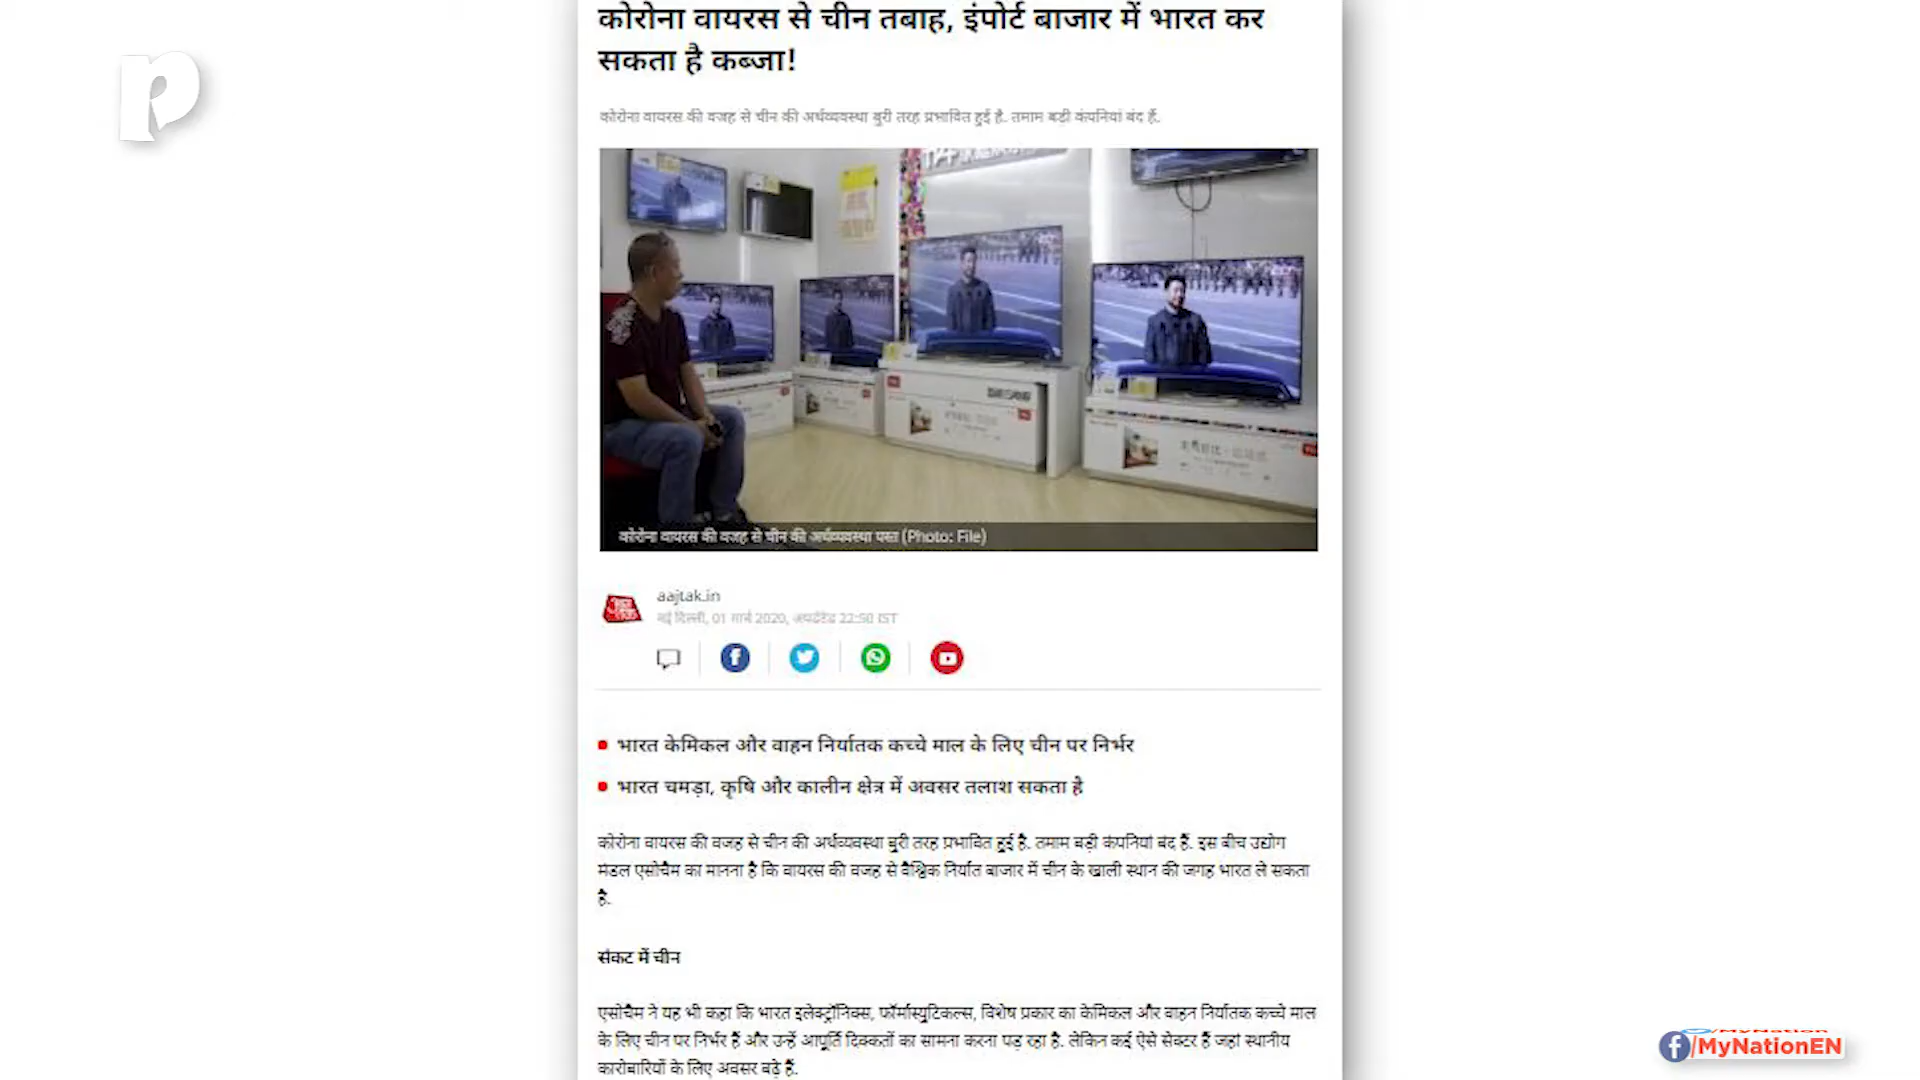 कोरोना वायरस से चीन तबाह, इंपोर्ट बाजार में भारत कर
सकता है कब्जा!
कोरोना वायरस की वजह से चीन की अर्थव्यवस्था बुरी तरह प्रभावित हुई है. तमाम बड़ी कंपनियां बंद हैं.
कोरोना वायरस की वजह से चीन की अर्थव्यवस्था पस्त (Photo: File)
आज तक
aajtak.in
नई दिल्ली, 01 मार्च 2020, अपडेटेड 22:50 IST
भारत केमिकल और वाहन निर्यातक कच्चे माल के लिए चीन पर निर्भर
भारत चमड़ा, कृषि और कालीन क्षेत्र में अवसर तलाश सकता है
कोरोना वायरस की वजह से चीन की अर्थव्यवस्था बुरी तरह प्रभावित हुई है. तमाम बड़ी कंपनियां बंद हैं. इस बीच उद्योग
मंडल एसोचैम का मानना है कि वायरस की वजह से वैश्विक निर्यात बाजार में चीन के खाली स्थान की जगह भारत ले सकता
है.
संकट में चीन
एसोचैम ने यह भी कहा कि भारत इलेक्ट्रॉनिक्स, फॉर्मास्युटिकल्स, विशेष प्रकार का केमिकल और वाहन निर्यातक कच्चे माल
के लिए चीन पर निर्भर हैं और उन्हें आपूर्ति दिक्कतों का सामना करना पड़ रहा है. लेकिन कई ऐसे सेक्टर हैं जहां स्थानीय
कारोबारियों के लिए अवसर बढ़े हैं.
/MyNationEN